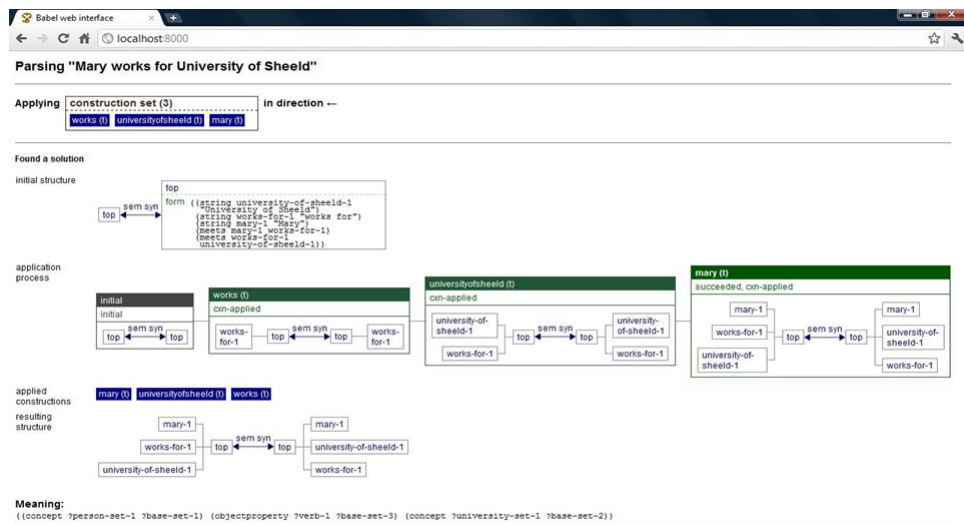 Babel web interface
localhost:8000
Parsing "Mary works for University of Sheeld"
Applying construction set (3) in direction ←
works (t) universityofsheeld (t) mary (t)
Found a solution
initial structure
top
sem syn
top
form ((string university-of-sheeld-1
"University of Sheeld")
(string works-for-1 "works for")
(string mary-1 "Mary")
(meets mary-1 works-for-1)
(meets works-for-1
university-of-sheeld-1))
application
process
initial
initial
top sem syn top
works (t)
cxn-applied
works-
for-1
top sem syn top
works-
for-1
universityofsheeld (t)
cxn-applied
university-of-
sheeld-1
works-for-1
top sem syn top
university-
of-sheeld-1
works-for-1
mary (t)
succeeded, cxn-applied
mary-1
works-for-1
university-of-
sheeld-1
top sem syn top
mary-1
university-of-
sheeld-1
works-for-1
applied
constructions
mary (t) universityofsheeld (t) works (t)
resulting
structure
mary-1
works-for-1
university-of-sheeld-1
top sem syn top
mary-1
university-of-sheeld-1
works-for-1
Meaning:
((concept ?person-set-1 ?base-set-1) (objectproperty ?verb-1 ?base-set-3) (concept ?university-set-1 ?base-set-2))